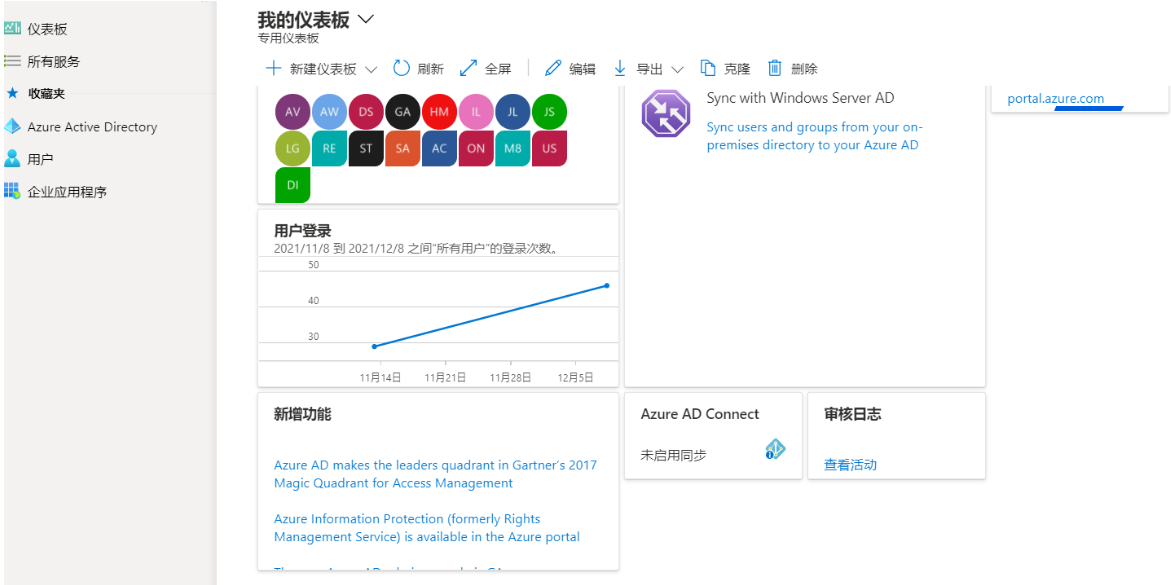 仪表板
所有服务
收藏夹
Azure Active Directory
用户
企业应用程序
我的仪表板
专用仪表板
新建仪表板 刷新 全屏 编辑 导出 克隆 删除
AV AW DS GA HM IL JL JS
LG RE ST SA AC ON M8 US
DI
用户登录
2021/11/8 到 2021/12/8 之间"所有用户"的登录次数。
50
40
30
11月14日 11月21日 11月28日 12月5日
新增功能
Azure AD makes the leaders quadrant in Gartner's 2017
Magic Quadrant for Access Management
Azure Information Protection (formerly Rights
Management Service) is available in the Azure portal
Sync with Windows Server AD
Sync users and groups from your on-
premises directory to your Azure AD
Azure AD Connect
未启用同步
审核日志
查看活动
portal.azure.com